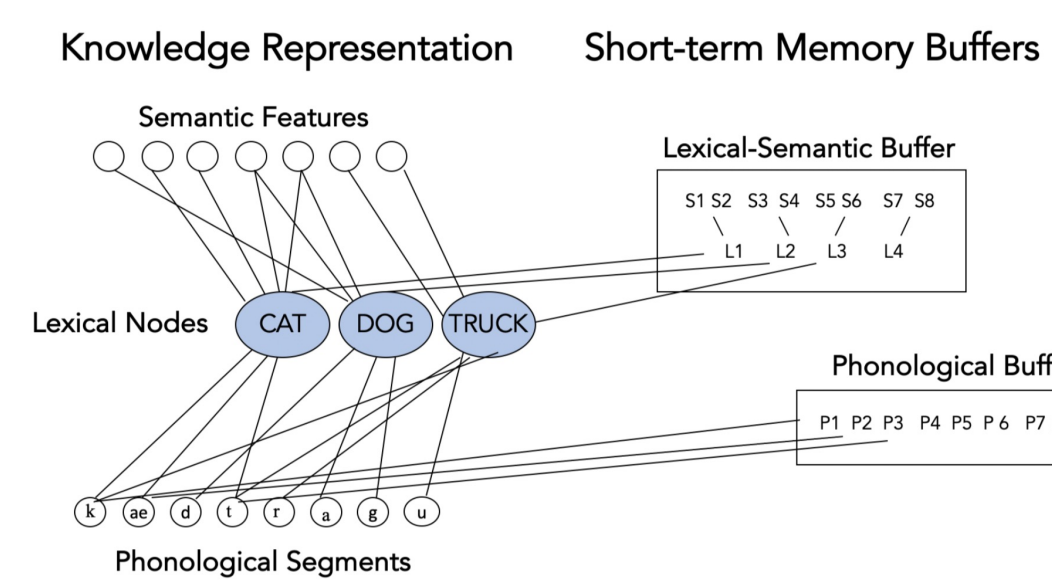 Knowledge Representation
Short-term Memory Buffers
Semantic Features
Lexical-Semantic Buffer
S1 S2 S3 S4 S5 S6 S7 S8
L1 L2 L3 L4
Lexical Nodes
CAT DOG TRUCK
Phonological Buff
P1 P2 P3 P4 P5 P 6 P7
k ae d t r a g u
Phonological Segments